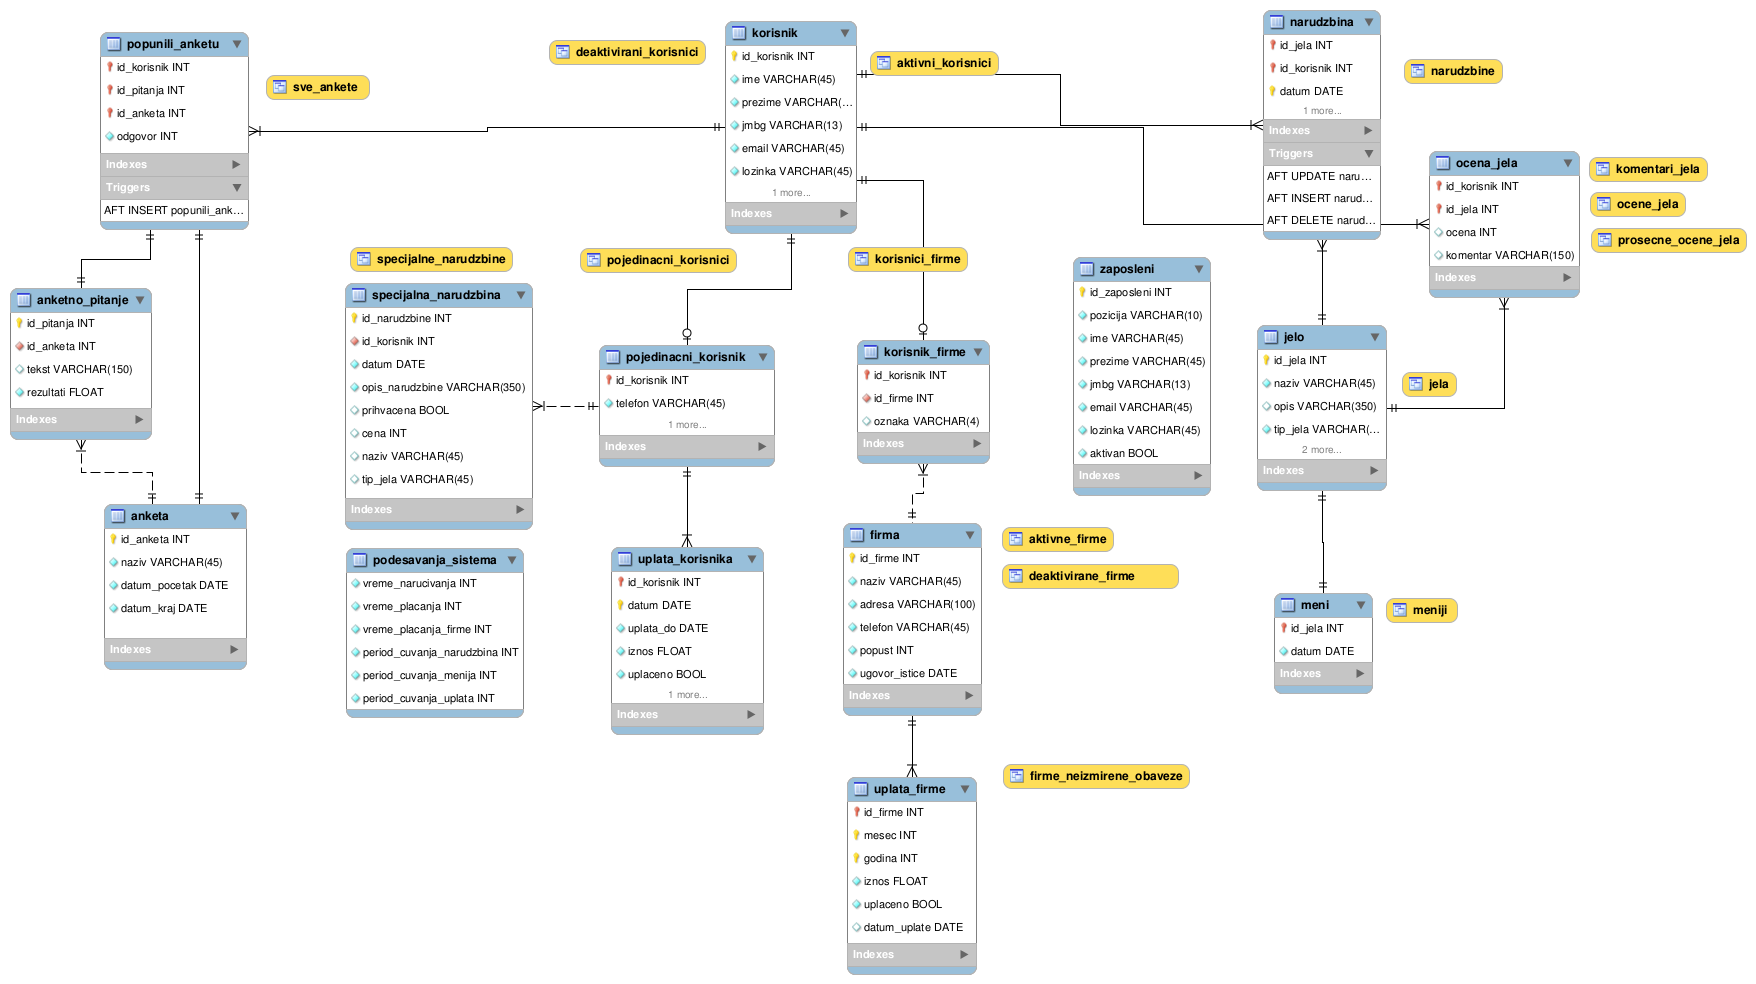 popunili_anketu
id_korisnik INT
id_pitanja INT
id_anketa INT
odgovor INT
Indexes
Triggers
AFT INSERT popunili_ank...
sve_ankete
deaktivirani_korisnici
korisnik
id_korisnik INT
ime VARCHAR(45)
prezime VARCHAR(...
jmbg VARCHAR(13)
email VARCHAR(45)
lozinka VARCHAR(45)
1 more...
Indexes
aktivni_korisnici
narudzbina
id_jela INT
id_korisnik INT
datum DATE
1 more...
Indexes
Triggers
AFT UPDATE naru...
AFT INSERT narud...
AFT DELETE narud...
narudzbine
ocena_jela
id_korisnik INT
id_jela INT
ocena INT
komentar VARCHAR(150)
Indexes
komentari_jela
ocene_jela
prosecne_ocene_jela
anketno_pitanje
id_pitanja INT
id_anketa INT
tekst VARCHAR(150)
rezultati FLOAT
Indexes
specijalne_narudzbine
specijalna_narudzbina
id_narudzbine INT
id_korisnik INT
datum DATE
opis_narudzbine VARCHAR(350)
prihvacena BOOL
cena INT
naziv VARCHAR(45)
tip_jela VARCHAR(45)
Indexes
pojedinacni_korisnici
pojedinacni_korisnik
id_korisnik INT
telefon VARCHAR(45)
1 more...
Indexes
korisnici_firme
korisnik_firme
id_korisnik INT
id_firme INT
oznaka VARCHAR(4)
Indexes
zaposleni
id_zaposleni INT
pozicija VARCHAR(10)
ime VARCHAR(45)
prezime VARCHAR(45)
jmbg VARCHAR(13)
email VARCHAR(45)
lozinka VARCHAR(45)
aktivan BOOL
Indexes
jelo
id_jela INT
naziv VARCHAR(45)
opis VARCHAR(350)
tip_jela VARCHAR(...
2 more...
Indexes
jela
anketa
id_anketa INT
naziv VARCHAR(45)
datum_pocetak DATE
datum_kraj DATE
Indexes
podesavanja_sistema
vreme_narucivanja INT
vreme_placanja INT
vreme_placanja_firme INT
period_cuvanja_narudzbina INT
period_cuvanja_menija INT
period_cuvanja_uplata INT
uplata_korisnika
id_korisnik INT
datum DATE
uplata_do DATE
iznos FLOAT
uplaceno BOOL
1 more...
Indexes
firma
id_firme INT
naziv VARCHAR(45)
adresa VARCHAR(100)
telefon VARCHAR(45)
popust INT
ugovor_istice DATE
Indexes
aktivne_firme
deaktivirane_firme
meni
id_jela INT
datum DATE
Indexes
meniji
uplata_firme
id_firme INT
mesec INT
godina INT
iznos FLOAT
uplaceno BOOL
datum_uplate DATE
Indexes
firme_neizmirene_obaveze